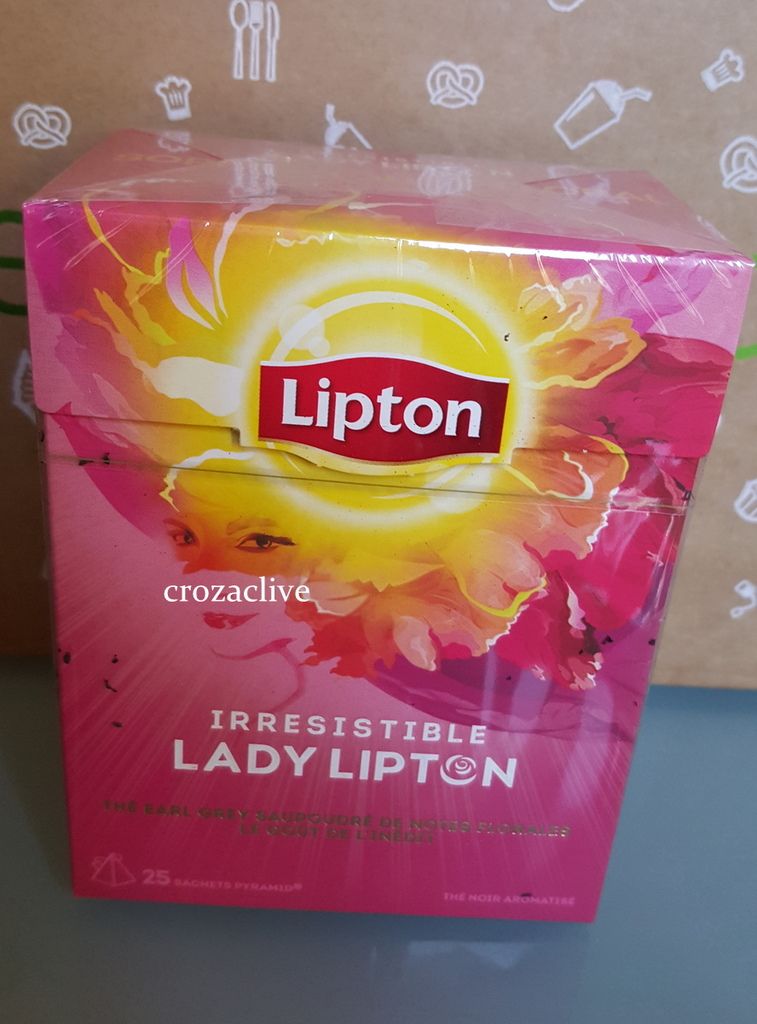 Lipton
crozaclive
IRRESISTIBLE
LADY LIPTON
THÉ EARL GREY SAUPOUDRÉ DE NOTES FLORALES
LE GOÛT DE L'INÉDIT
25 SACHETS PYRAMID®
THÉ NOIR AROMATISÉ